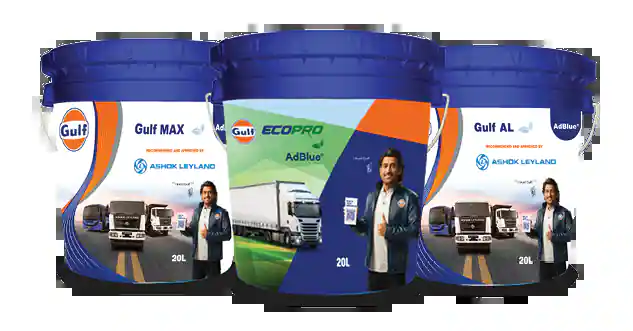 Gulf
Gulf MAX
RECOMMENDED AND APPROVED BY
ASHOK LEYLAND
20L
Gulf
ECOPRO
AdBlue®
20L
Gulf AL
AdBlue®
RECOMMENDED AND APPROVED BY
ASHOK LEYLAND
20L